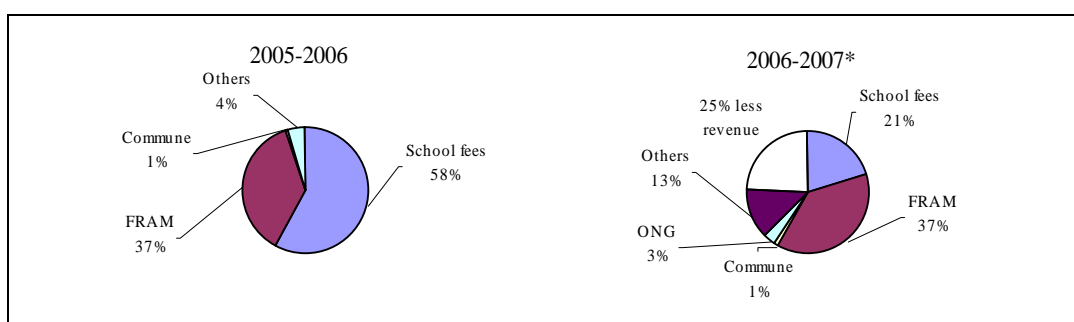 2005-2006
Others
4%
Commune
1%
School fees
58%
FRAM
37%
2006-2007*
25% less
revenue
School fees
21%
Others
13%
FRAM
37%
ONG
3%
Commune
1%